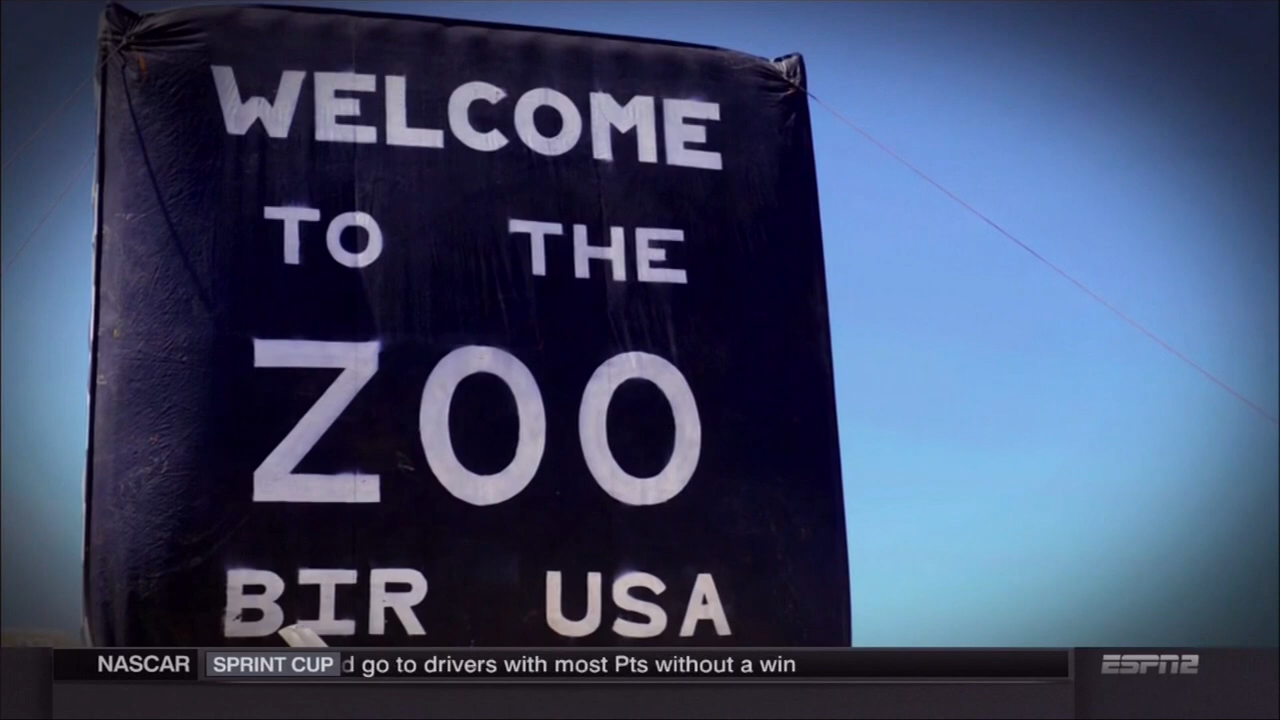 WELCOME
TO THE
ZOO
BIR USA
NASCAR SPRINT CUP d go to drivers with most Pts without a win ESPN2